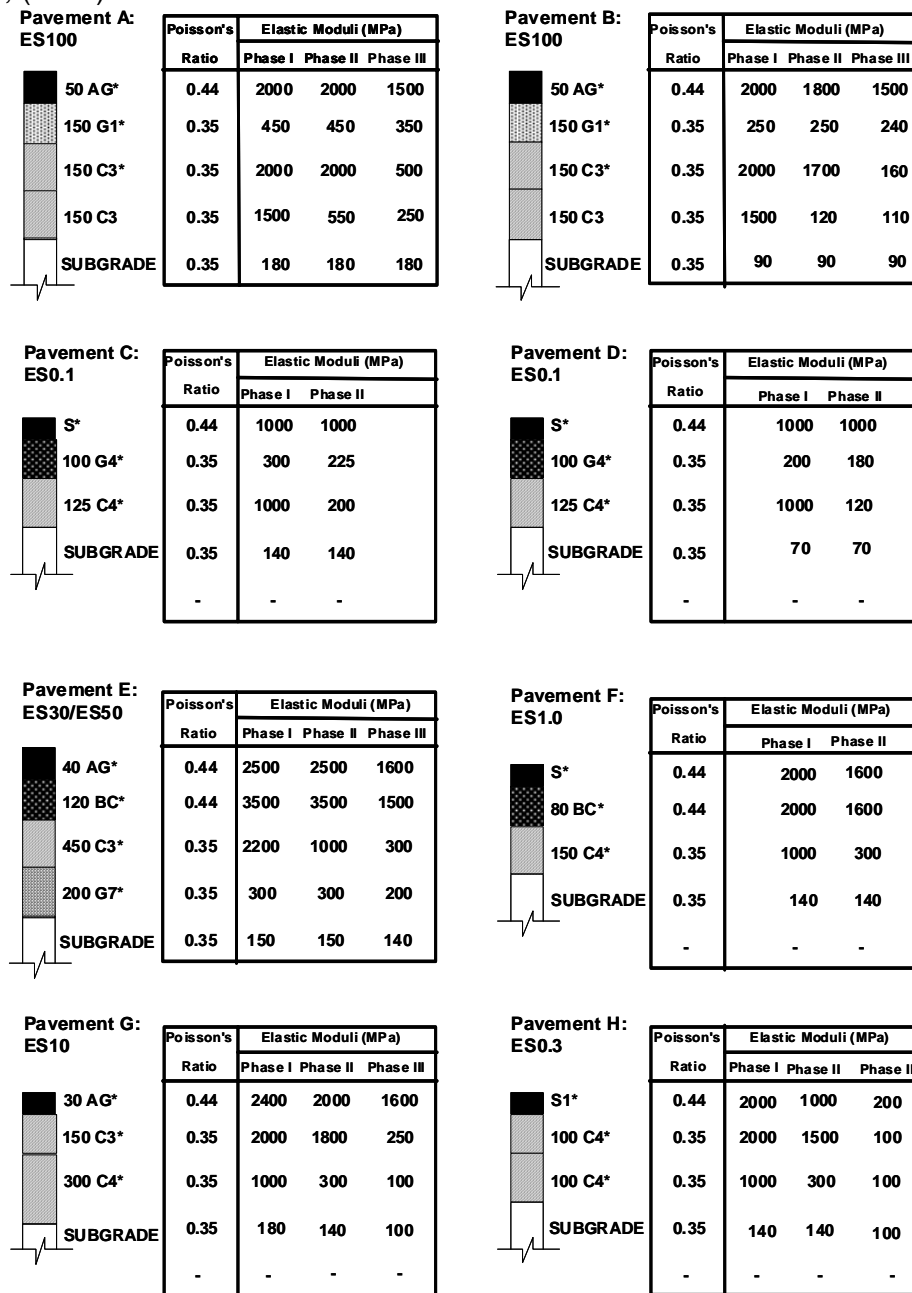 Pavement A:
ES100
Poisson's Elastic Moduli (MPa)
Ratio Phase I Phase II Phase III
50 AG* 0.44 2000 2000 1500
150 G1* 0.35 450 450 350
150 C3* 0.35 2000 2000 500
150 C3 0.35 1500 550 250
SUBGRADE 0.35 180 180 180
Pavement B:
ES100
Poisson's Elastic Moduli (MPa)
Ratio Phase I Phase II Phase III
50 AG* 0.44 2000 1800 1500
150 G1* 0.35 250 250 240
150 C3* 0.35 2000 1700 160
150 C3 0.35 1500 120 110
SUBGRADE 0.35 90 90 90
Pavement C:
ES0.1
Poisson's Elastic Moduli (MPa)
Ratio Phase I Phase II
S* 0.44 1000 1000
100 G4* 0.35 300 225
125 C4* 0.35 1000 200
SUBGRADE 0.35 140 140
- - -
Pavement D:
ES0.1
Poisson's Elastic Moduli (MPa)
Ratio Phase I Phase II
S* 0.44 1000 1000
100 G4* 0.35 200 180
125 C4* 0.35 1000 120
SUBGRADE 0.35 70 70
- - -
Pavement E:
ES30/ES50
Poisson's Elastic Moduli (MPa)
Ratio Phase I Phase II Phase III
40 AG* 0.44 2500 2500 1600
120 BC* 0.44 3500 3500 1500
450 C3* 0.35 2200 1000 300
200 G7* 0.35 300 300 200
SUBGRADE 0.35 150 150 140
Pavement F:
ES1.0
Poisson's Elastic Moduli (MPa)
Ratio Phase I Phase II
S* 0.44 2000 1600
80 BC* 0.44 2000 1600
150 C4* 0.35 1000 300
SUBGRADE 0.35 140 140
- - -
Pavement G:
ES10
Poisson's Elastic Moduli (MPa)
Ratio Phase I Phase II Phase III
30 AG* 0.44 2400 2000 1600
150 C3* 0.35 2000 1800 250
300 C4* 0.35 1000 300 100
SUBGRADE 0.35 180 140 100
- - - -
Pavement H:
ES0.3
Poisson's Elastic Moduli (MPa)
Ratio Phase I Phase II Phase II
S1* 0.44 2000 1000 200
100 C4* 0.35 2000 1500 100
100 C4* 0.35 1000 300 100
SUBGRADE 0.35 140 140 100
- - - -